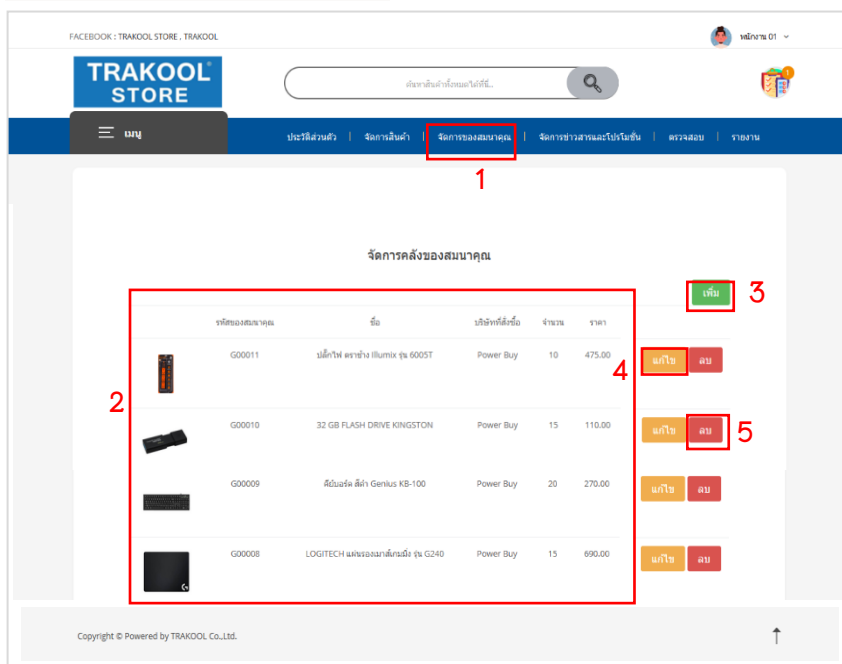 FACEBOOK : TRAKOOL STORE , TRAKOOL
พนักงาน 01
TRAKOOL
STORE
ค้นหาสินค้าทั้งหมดได้ที่นี่..
1
เมนู
ประวัติส่วนตัว | จัดการสินค้า | จัดการของสมนาคุณ | จัดการข่าวสารและโปรโมชั่น | ตรวจสอบ | รายงาน
1
จัดการคลังของสมนาคุณ
เพิ่ม 3
รหัสของสมนาคุณ ชื่อ บริษัทที่สั่งซื้อ จำนวน ราคา
G00011 ปลั๊กไฟ ตราช้าง Illumix รุ่น 6005T Power Buy 10 475.00 4 แก้ไข ลบ
2
G00010 32 GB FLASH DRIVE KINGSTON Power Buy 15 110.00 แก้ไข ลบ 5
G00009 คีย์บอร์ด สีดำ Genius KB-100 Power Buy 20 270.00 แก้ไข ลบ
G00008 LOGITECH แผ่นรองเมาส์เกมมิ่ง รุ่น G240 Power Buy 15 690.00 แก้ไข ลบ
Copyright © Powered by TRAKOOL Co.,Ltd.